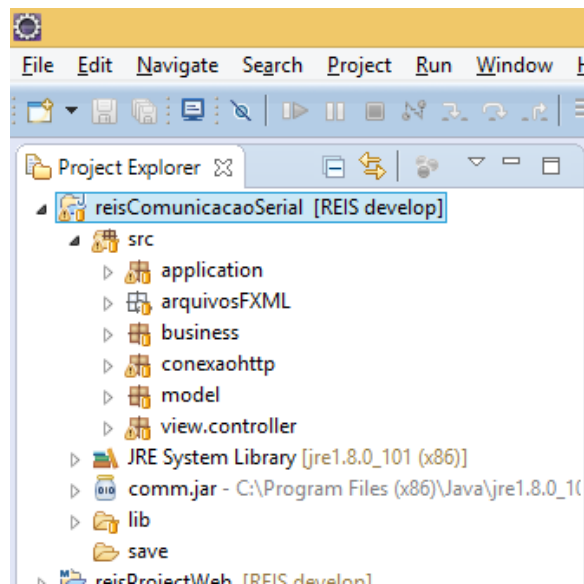 File Edit Navigate Search Project Run Window H
Project Explorer
reisComunicacaoSerial [REIS develop]
src
application
arquivosFXML
business
conexaohttp
model
view.controller
JRE System Library [jre1.8.0_101 (x86)]
comm.jar - C:\Program Files (x86)\Java\jre1.8.0_10
lib
save
reisProjectWeb [REIS develop]